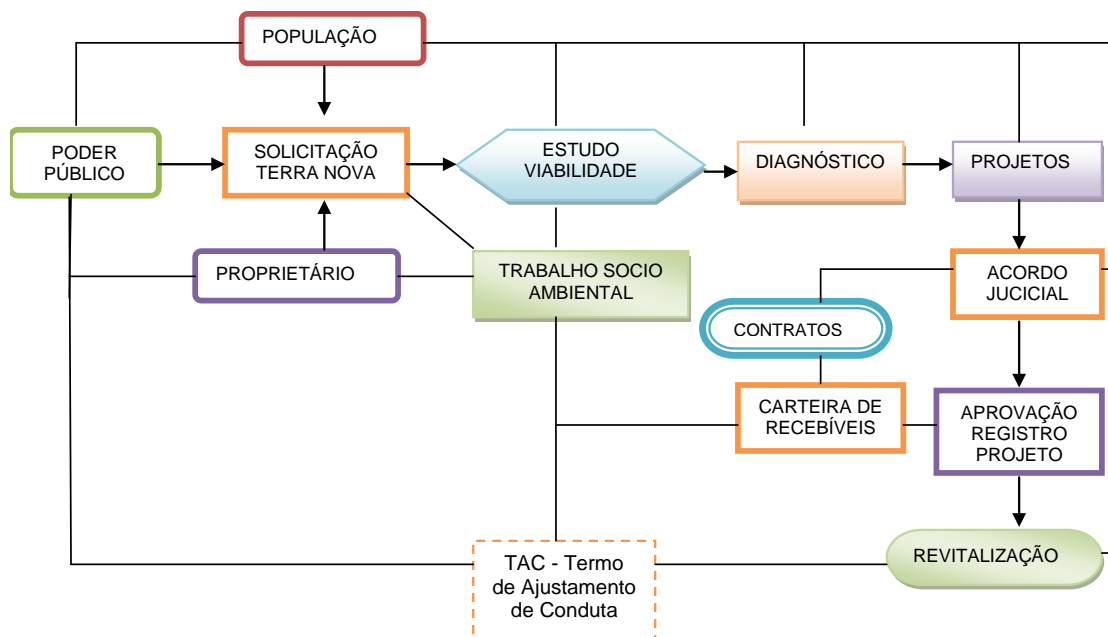 POPULAÇÃO
PODER
PÚBLICO
SOLICITAÇÃO
TERRA NOVA
ESTUDO
VIABILIDADE
DIAGNÓSTICO
PROJETOS
PROPRIETÁRIO
TRABALHO SOCIO
AMBIENTAL
ACORDO
JUCICIAL
CONTRATOS
CARTEIRA DE
RECEBÍVEIS
APROVAÇÃO
REGISTRO
PROJETO
REVITALIZAÇÃO
TAC - Termo
de Ajustamento
de Conduta